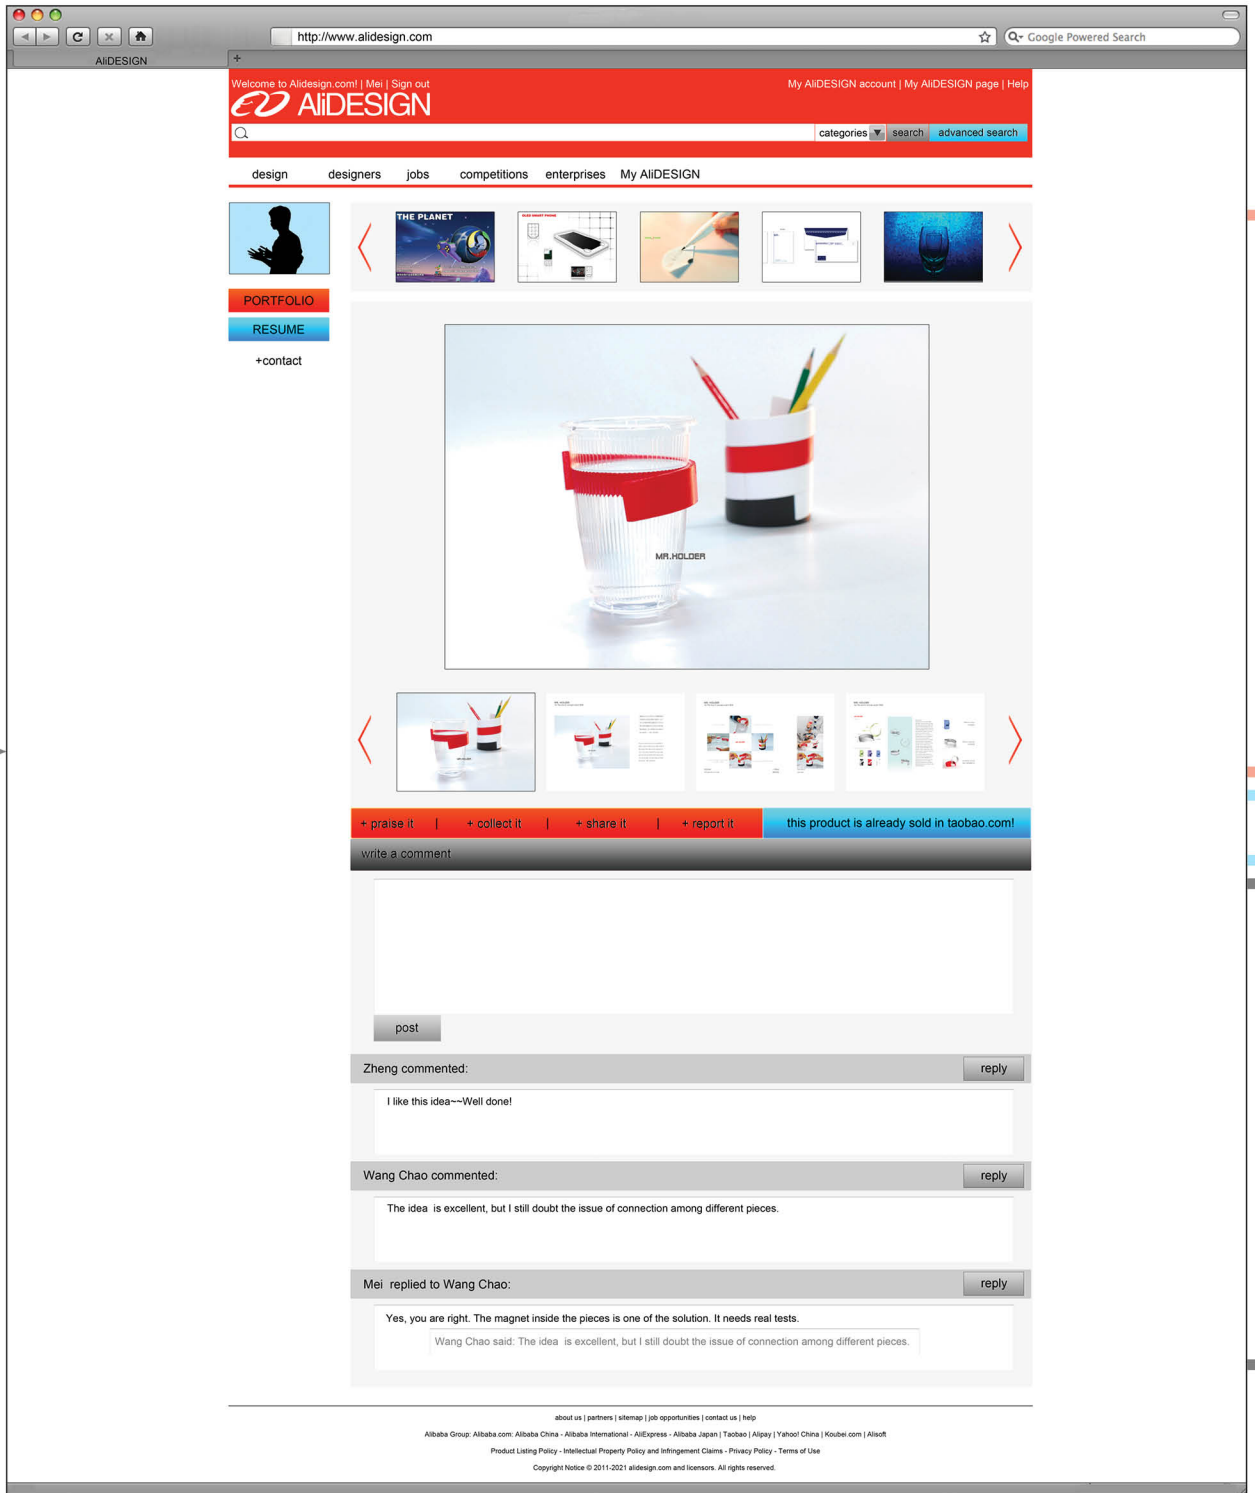 http://www.alidesign.com
Google Powered Search
AliDESIGN
Welcome to Alidesign.com! | Mei | Sign out
My AliDESIGN account | My AliDESIGN page | Help
AliDESIGN
categories ▼ search advanced search
design designers jobs competitions enterprises My AliDESIGN
THE PLANET
PORTFOLIO
RESUME
+contact
MR.HOLDER
+ praise it | + collect it | + share it | + report it
this product is already sold in taobao.com!
write a comment
post
Zheng commented:
reply
I like this idea~~Well done!
Wang Chao commented:
reply
The idea is excellent, but I still doubt the issue of connection among different pieces.
Mei replied to Wang Chao:
reply
Yes, you are right. The magnet inside the pieces is one of the solution. It needs real tests.
Wang Chao said: The idea is excellent, but I still doubt the issue of connection among different pieces.
about us | partners | sitemap | job opportunities | contact us | help
Alibaba Group: Alibaba.com: Alibaba China - Alibaba International - AliExpress - Alibaba Japan | Taobao | Alipay | Yahoo! China | Koubei.com | Alisoft
Product Listing Policy - Intellectual Property Policy and Infringement Claims - Privacy Policy - Terms of Use
Copyright Notice © 2011-2021 alidesign.com and licensors. All rights reserved.